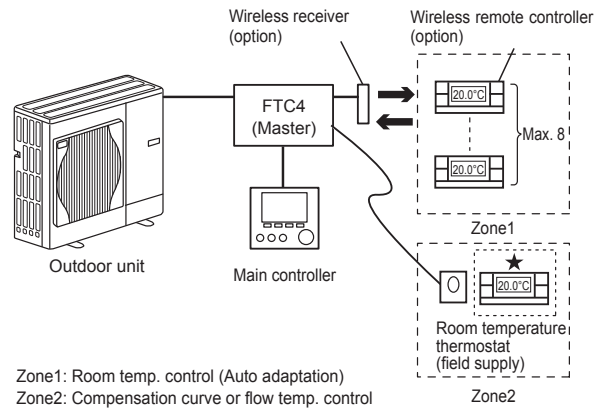 Wireless receiver
(option)
Wireless remote controller
(option)
FTC4
(Master)
20.0°C
Max. 8
20.0°C
Zone1
Outdoor unit
Main controller
20.0°C
Room temperature
thermostat
(field supply)
Zone2
Zone1: Room temp. control (Auto adaptation)
Zone2: Compensation curve or flow temp. control